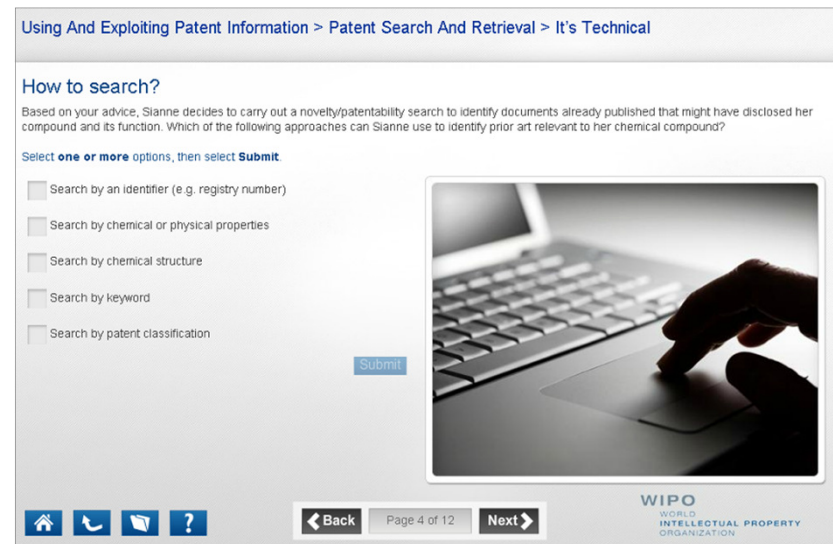 Using And Exploiting Patent Information > Patent Search And Retrieval > It's Technical
How to search?
Based on your advice, Sianne decides to carry out a novelty/patentability search to identify documents already published that might have disclosed her
compound and its function. Which of the following approaches can Sianne use to identify prior art relevant to her chemical compound?
Select one or more options, then select Submit.
Search by an identifier (e.g. registry number)
Search by chemical or physical properties
Search by chemical structure
Search by keyword
Search by patent classification
Submit
?
Back
Page 4 of 12
Next
WIPO
WORLD
INTELLECTUAL PROPERTY
ORGANIZATION